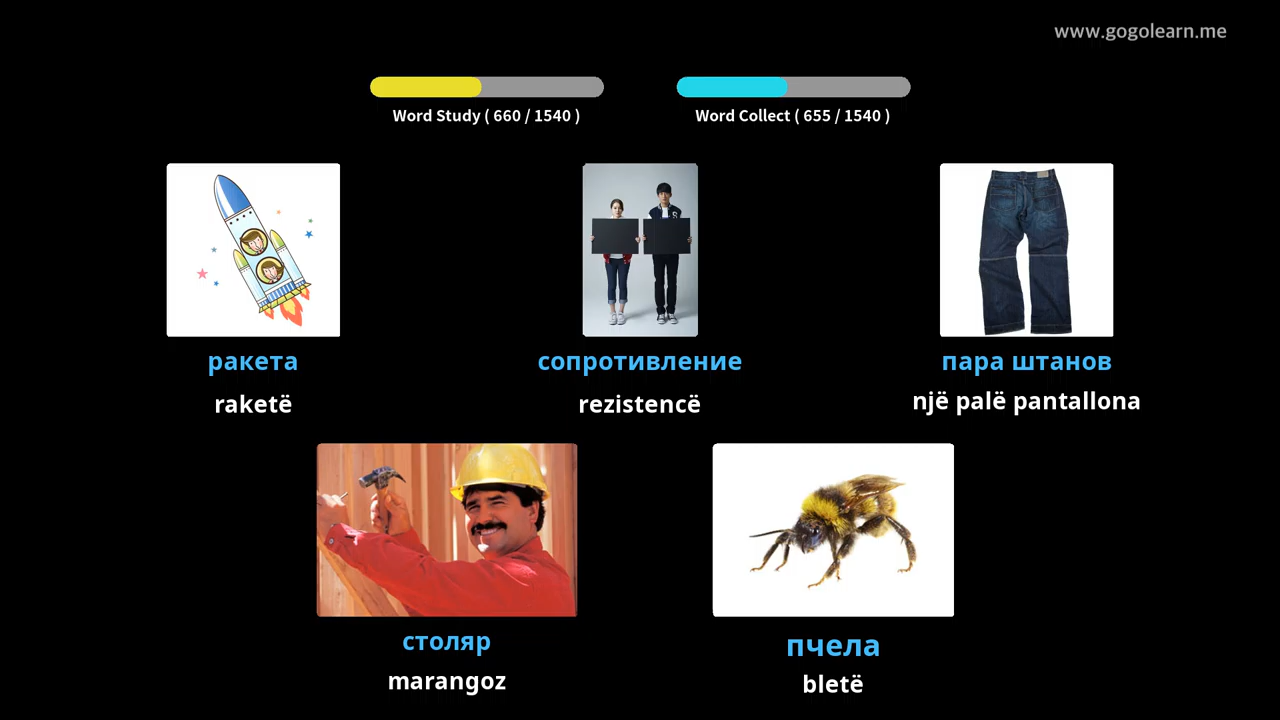 www.gogolearn.me
Word Study ( 660 / 1540 )
Word Collect ( 655 / 1540 )
ракета
сопротивление
пара штанов
raketë
rezistencë
një palë pantallona
столяр
пчела
marangoz
bletë